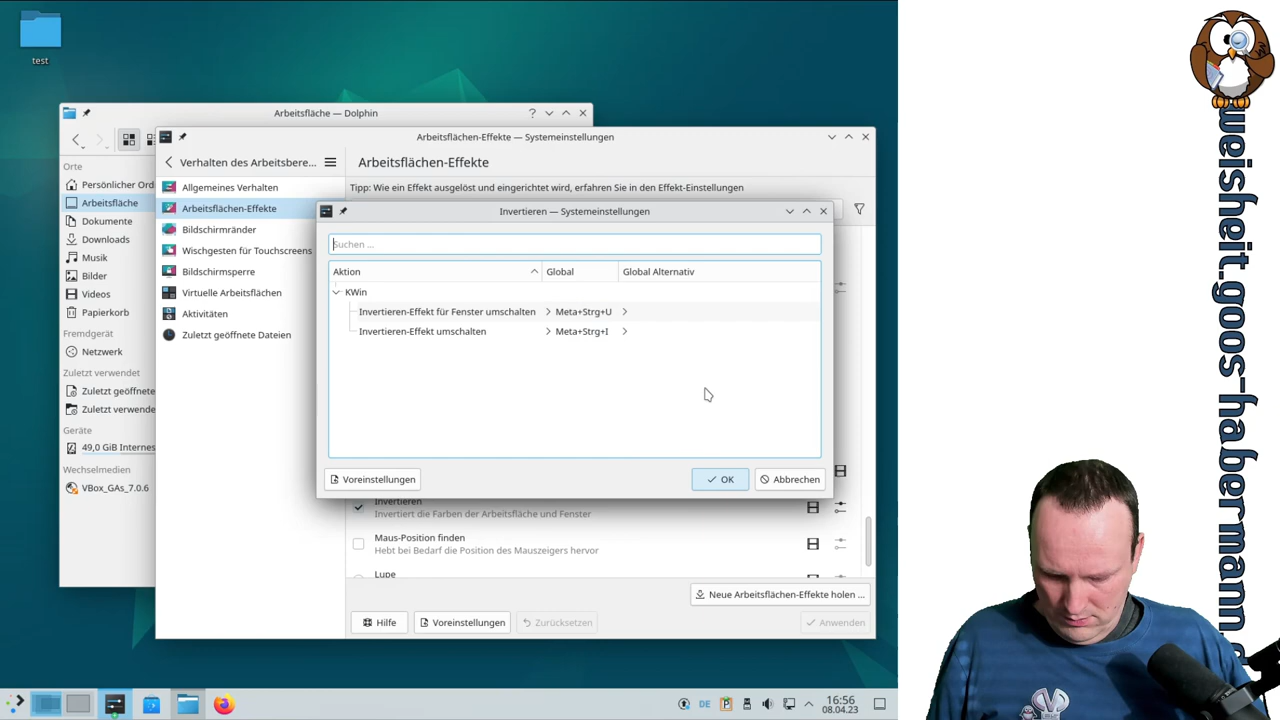 test
Arbeitsfläche — Dolphin
?
Orte
Persönlicher Ord
Arbeitsfläche
Dokumente
Downloads
Musik
Bilder
Videos
Papierkorb
Fremdgerät
Netzwerk
Zuletzt verwendet
Zuletzt geöffnete
Zuletzt verwende
Geräte
49,0 GiB Internes
Wechselmedien
VBox_GAs_7.0.6
Arbeitsflächen-Effekte — Systemeinstellungen
Verhalten des Arbeitsbere...
Allgemeines Verhalten
Arbeitsflächen-Effekte
Bildschirmränder
Wischgesten für Touchscreens
Bildschirmsperre
Virtuelle Arbeitsflächen
Aktivitäten
Zuletzt geöffnete Dateien
Arbeitsflächen-Effekte
Tipp: Wie ein Effekt ausgelöst und eingerichtet wird, erfahren Sie in den Effekt-Einstellungen
Invertieren — Systemeinstellungen
Suchen ...
Aktion Global Global Alternativ
KWin
Invertieren-Effekt für Fenster umschalten Meta+Strg+U
Invertieren-Effekt umschalten Meta+Strg+I
Voreinstellungen OK Abbrechen
Invertieren
Invertiert die Farben der Arbeitsfläche und Fenster
Maus-Position finden
Hebt bei Bedarf die Position des Mauszeigers hervor
Lupe
Neue Arbeitsflächen-Effekte holen ...
Hilfe Voreinstellungen Zurücksetzen Anwenden
DE P 16:56
08.04.23
weisheit.goos-habermann.d